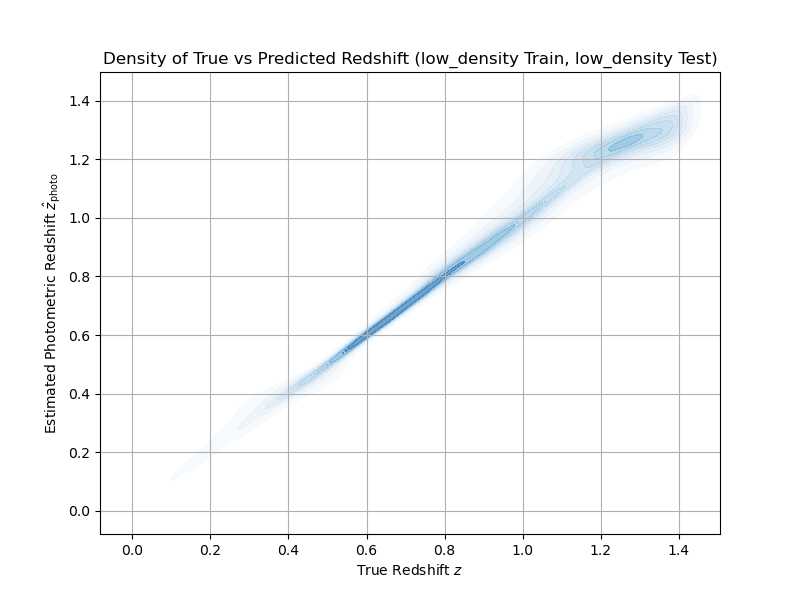 Density of True vs Predicted Redshift (low_density Train, low_density Test)
Estimated Photometric Redshift ẑ_photo
1.4
1.2
1.0
0.8
0.6
0.4
0.2
0.0
0.0 0.2 0.4 0.6 0.8 1.0 1.2 1.4
True Redshift z